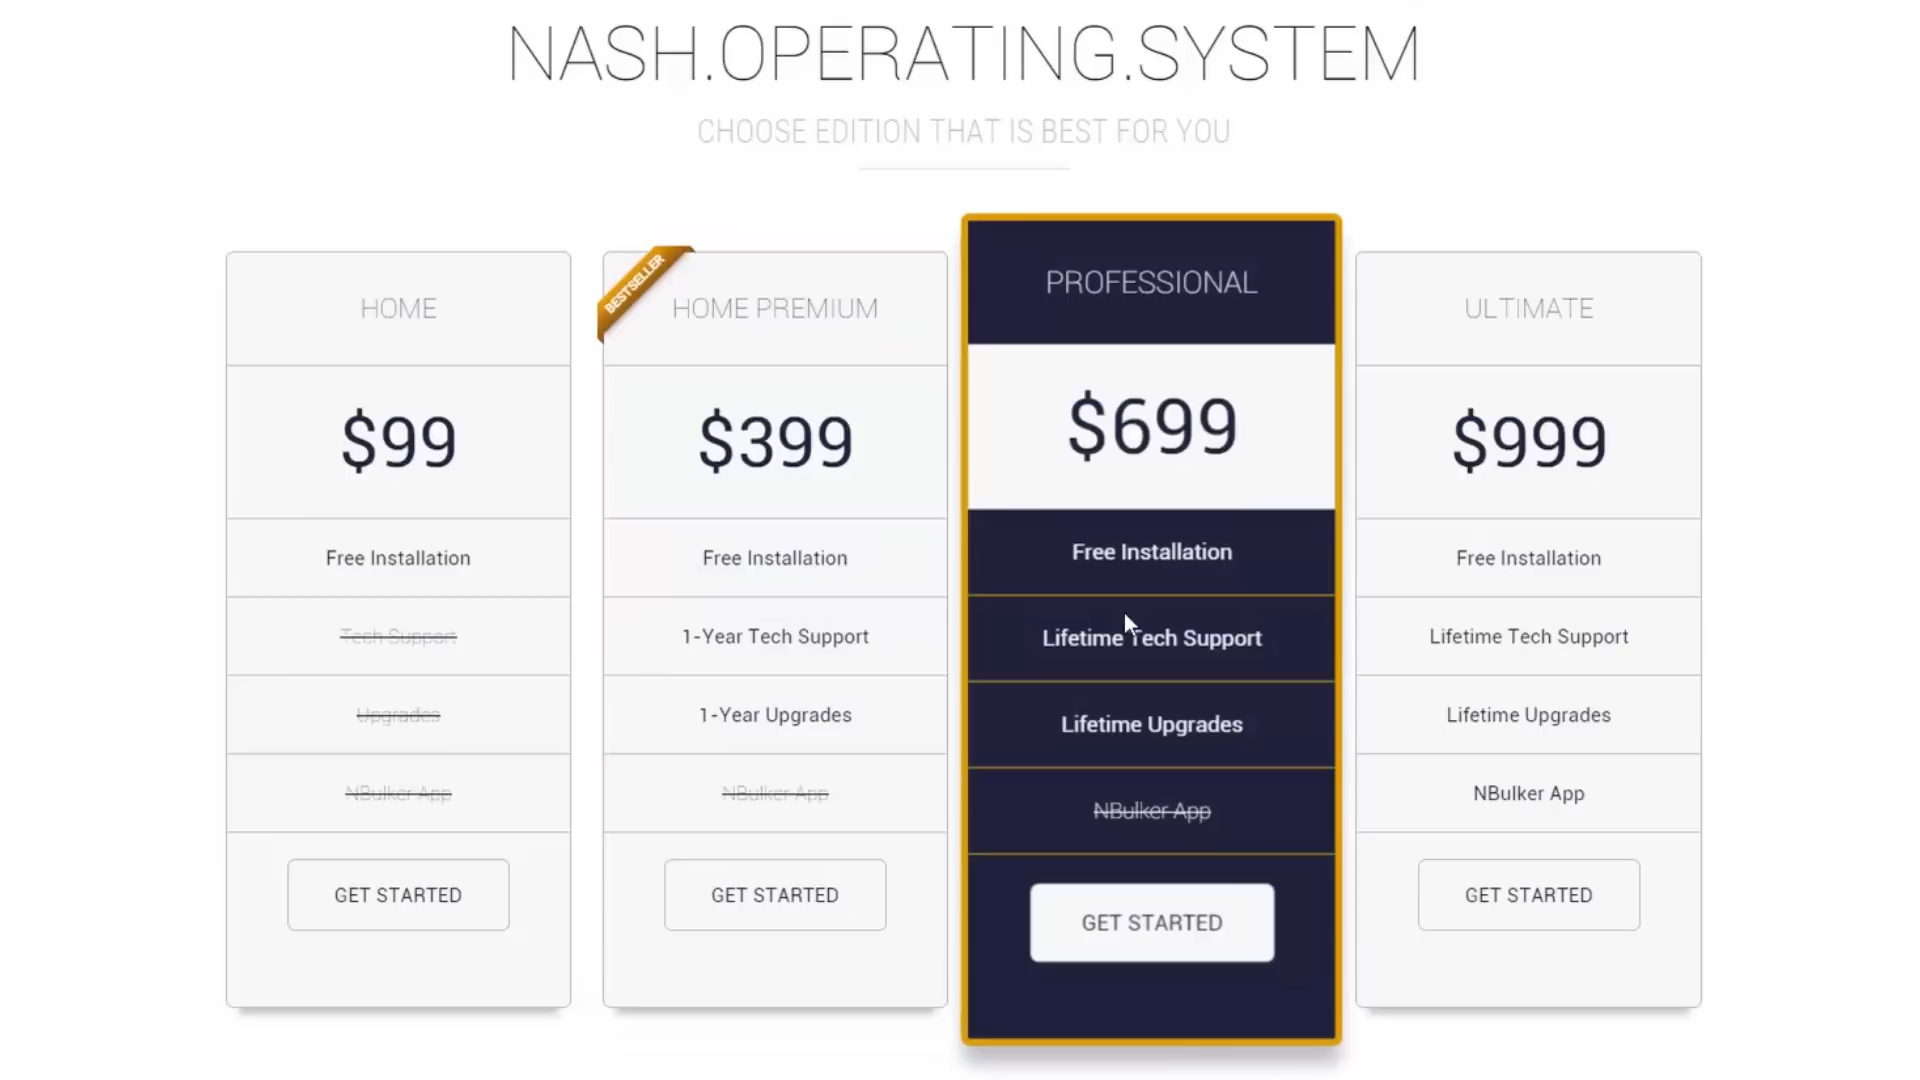 NASH.OPERATING.SYSTEM
CHOOSE EDITION THAT IS BEST FOR YOU
HOME
$99
Free Installation
Tech Support
Upgrades
NBulker App
GET STARTED
BESTSELLER
HOME PREMIUM
$399
Free Installation
1-Year Tech Support
1-Year Upgrades
NBulker App
GET STARTED
PROFESSIONAL
$699
Free Installation
Lifetime Tech Support
Lifetime Upgrades
NBulker App
GET STARTED
ULTIMATE
$999
Free Installation
Lifetime Tech Support
Lifetime Upgrades
NBulker App
GET STARTED